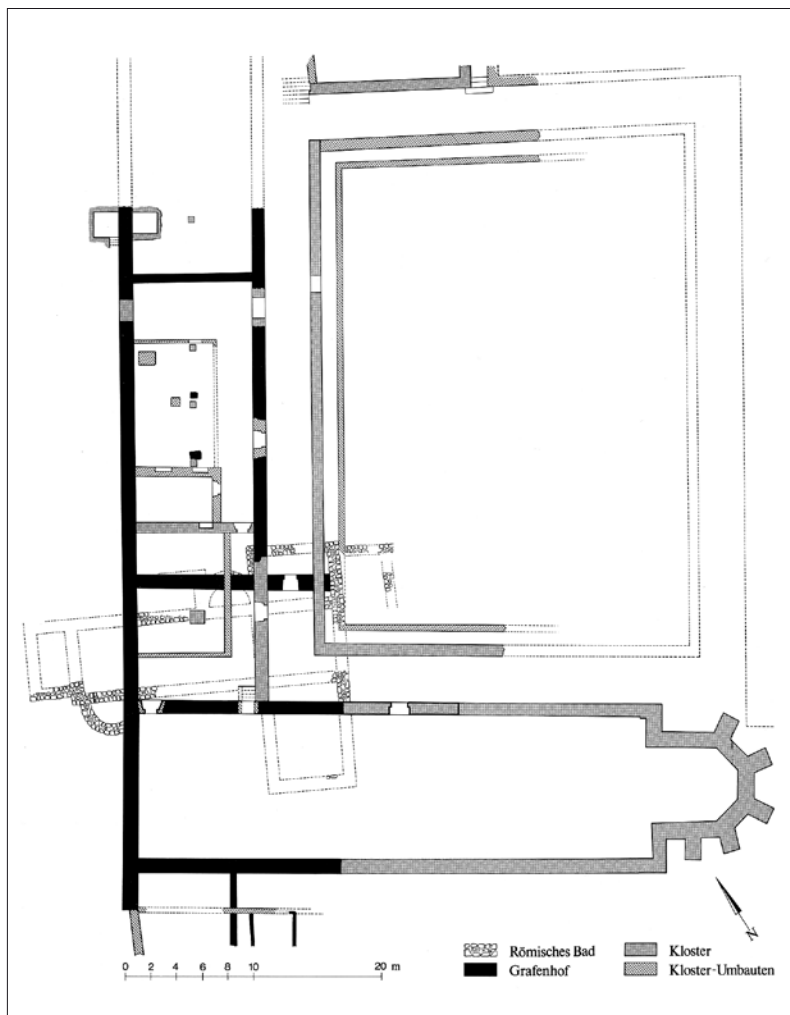 N
Römisches Bad
Grafenhof
Kloster
Kloster-Umbauten
0 2 4 6 8 10 20 m